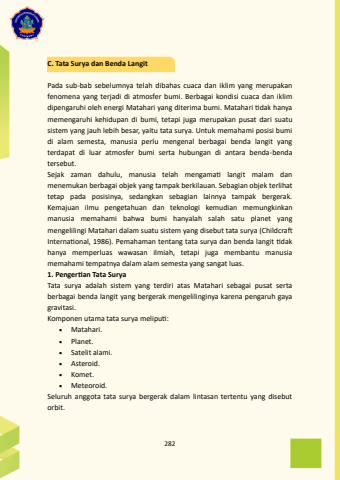 C. Tata Surya dan Benda Langit
Pada sub-bab sebelumnya telah dibahas cuaca dan iklim yang merupakan
fenomena yang terjadi di atmosfer bumi. Berbagai kondisi cuaca dan iklim
dipengaruhi oleh energi Matahari yang diterima bumi. Matahari tidak hanya
memengaruhi kehidupan di bumi, tetapi juga merupakan pusat dari suatu
sistem yang jauh lebih besar, yaitu tata surya. Untuk memahami posisi bumi
di alam semesta, manusia perlu mengenal berbagai benda langit yang
terdapat di luar atmosfer bumi serta hubungan di antara benda-benda
tersebut.
Sejak zaman dahulu, manusia telah mengamati langit malam dan
menemukan berbagai objek yang tampak berkilauan. Sebagian objek terlihat
tetap pada posisinya, sedangkan sebagian lainnya tampak bergerak.
Kemajuan ilmu pengetahuan dan teknologi kemudian memungkinkan
manusia memahami bahwa bumi hanyalah salah satu planet yang
mengelilingi Matahari dalam suatu sistem yang disebut tata surya (Childcraft
International, 1986). Pemahaman tentang tata surya dan benda langit tidak
hanya memperluas wawasan ilmiah, tetapi juga membantu manusia
memahami tempatnya dalam alam semesta yang sangat luas.
1. Pengertian Tata Surya
Tata surya adalah sistem yang terdiri atas Matahari sebagai pusat serta
berbagai benda langit yang bergerak mengelilinginya karena pengaruh gaya
gravitasi.
Komponen utama tata surya meliputi:
• Matahari.
• Planet.
• Satelit alami.
• Asteroid.
• Komet.
• Meteoroid.
Seluruh anggota tata surya bergerak dalam lintasan tertentu yang disebut
orbit.
282